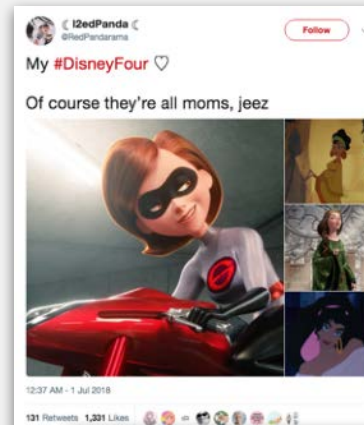 ☾ l2edPanda ☾
@RedPandarama
Follow
My #DisneyFour ♡
Of course they're all moms, jeez
12:37 AM - 1 Jul 2018
131 Retweets 1,331 Likes